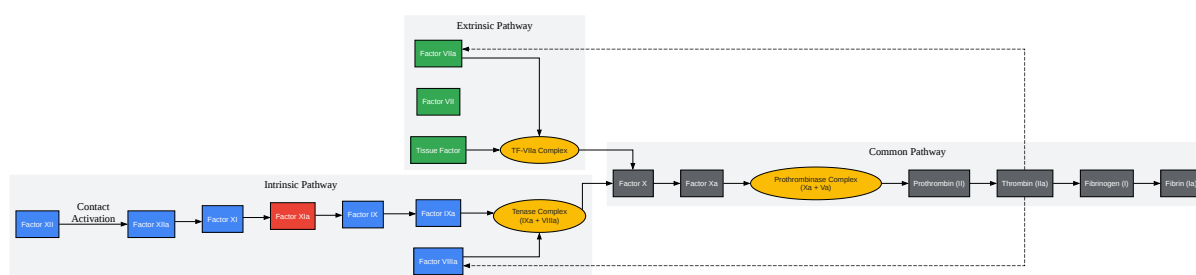 Extrinsic Pathway
Factor VIIa
Factor VII
Tissue Factor
TF-VIIa Complex
Common Pathway
Factor X
Factor Xa
Prothrombinase Complex
(Xa + Va)
Prothrombin (II)
Thrombin (IIa)
Fibrinogen (I)
Fibrin (Ia)
Intrinsic Pathway
Factor XII
Contact
Activation
Factor XIIa
Factor XI
Factor XIa
Factor IX
Factor IXa
Tenase Complex
(IXa + VIIIa)
Factor VIIIa